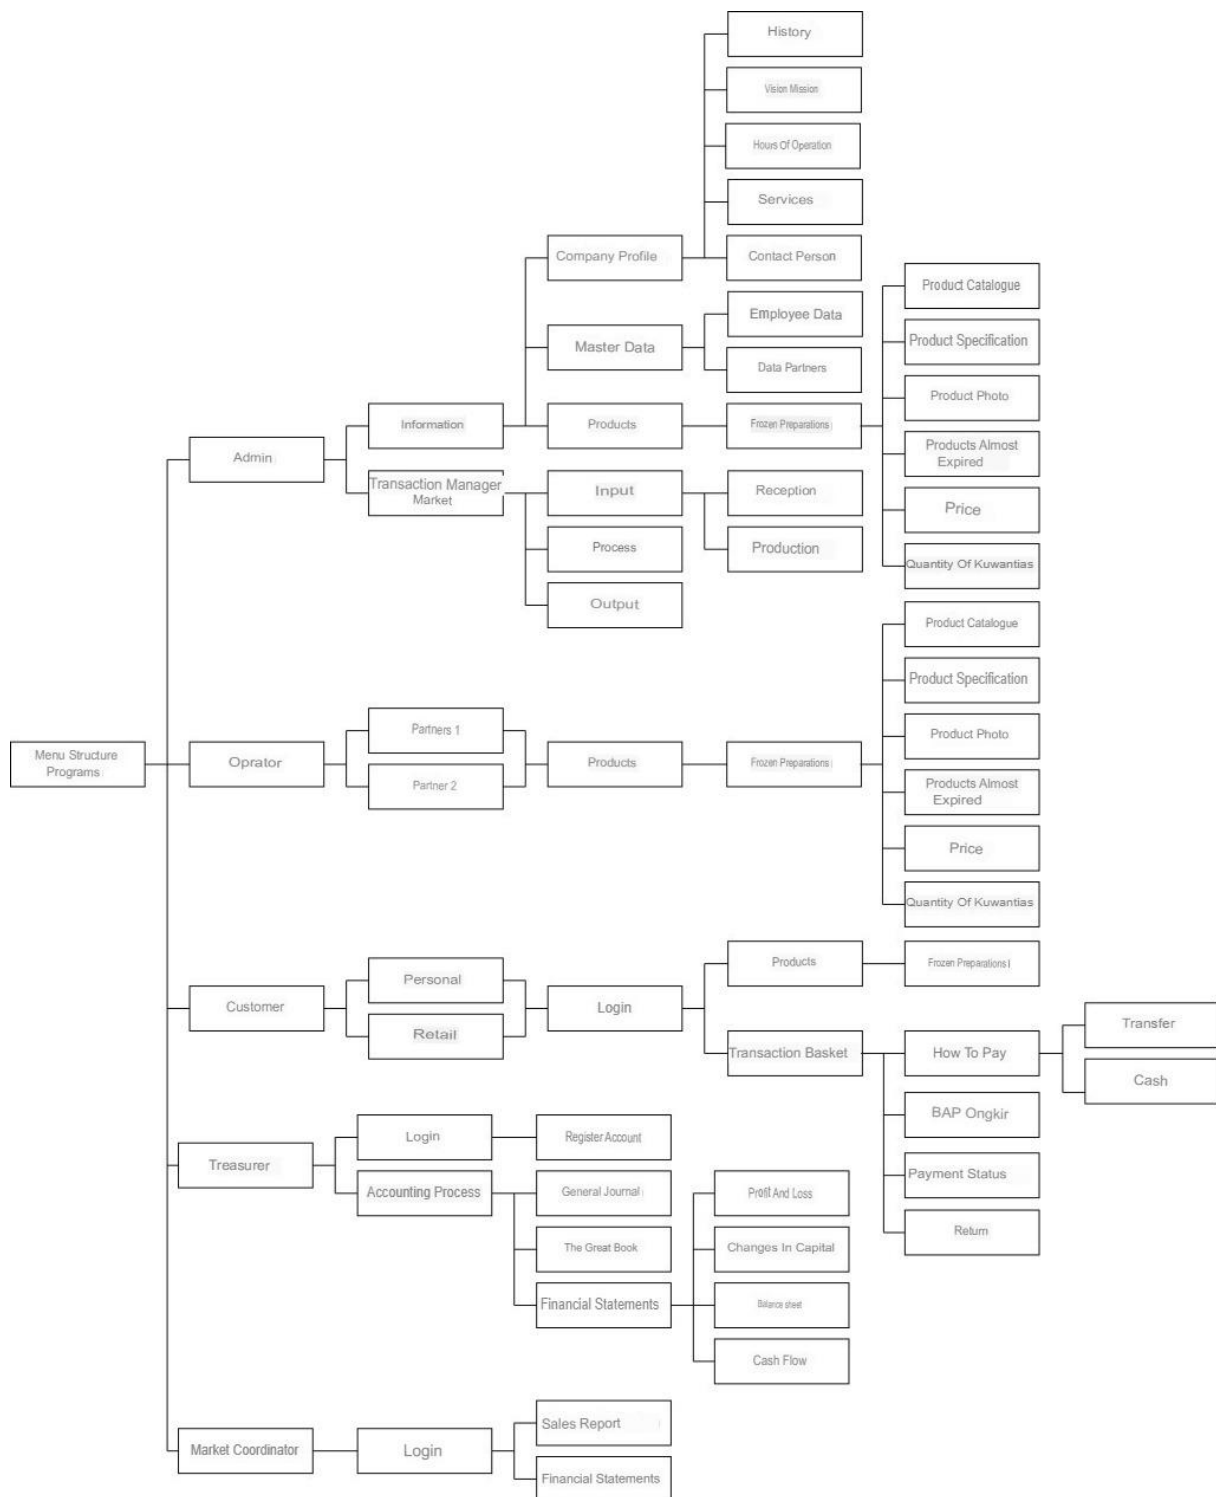 History
Vision Mission
Hours Of Operation
Services
Company Profile
Contact Person
Product Catalogue
Employee Data
Master Data
Product Specification
Data Partners
Product Photo
Information
Products
Frozen Preparations
Admin
Products Almost
Expired
Transaction Manager
Market
Input
Reception
Price
Process
Production
Quantity Of Kuwantias
Output
Product Catalogue
Product Specification
Partners 1
Product Photo
Menu Structure
Programs
Oprator
Products
Frozen Preparations
Partner 2
Products Almost
Expired
Price
Quantity Of Kuwantias
Products
Frozen Preparations
Personal
Customer
Login
Retail
Transfer
Transaction Basket
How To Pay
Cash
BAP Ongkir
Login
Register Account
Treasurer
Payment Status
Accounting Process
General Journal
Profit And Loss
Return
The Great Book
Changes In Capital
Financial Statements
Balance sheet
Cash Flow
Sales Report
Market Coordinator
Login
Financial Statements